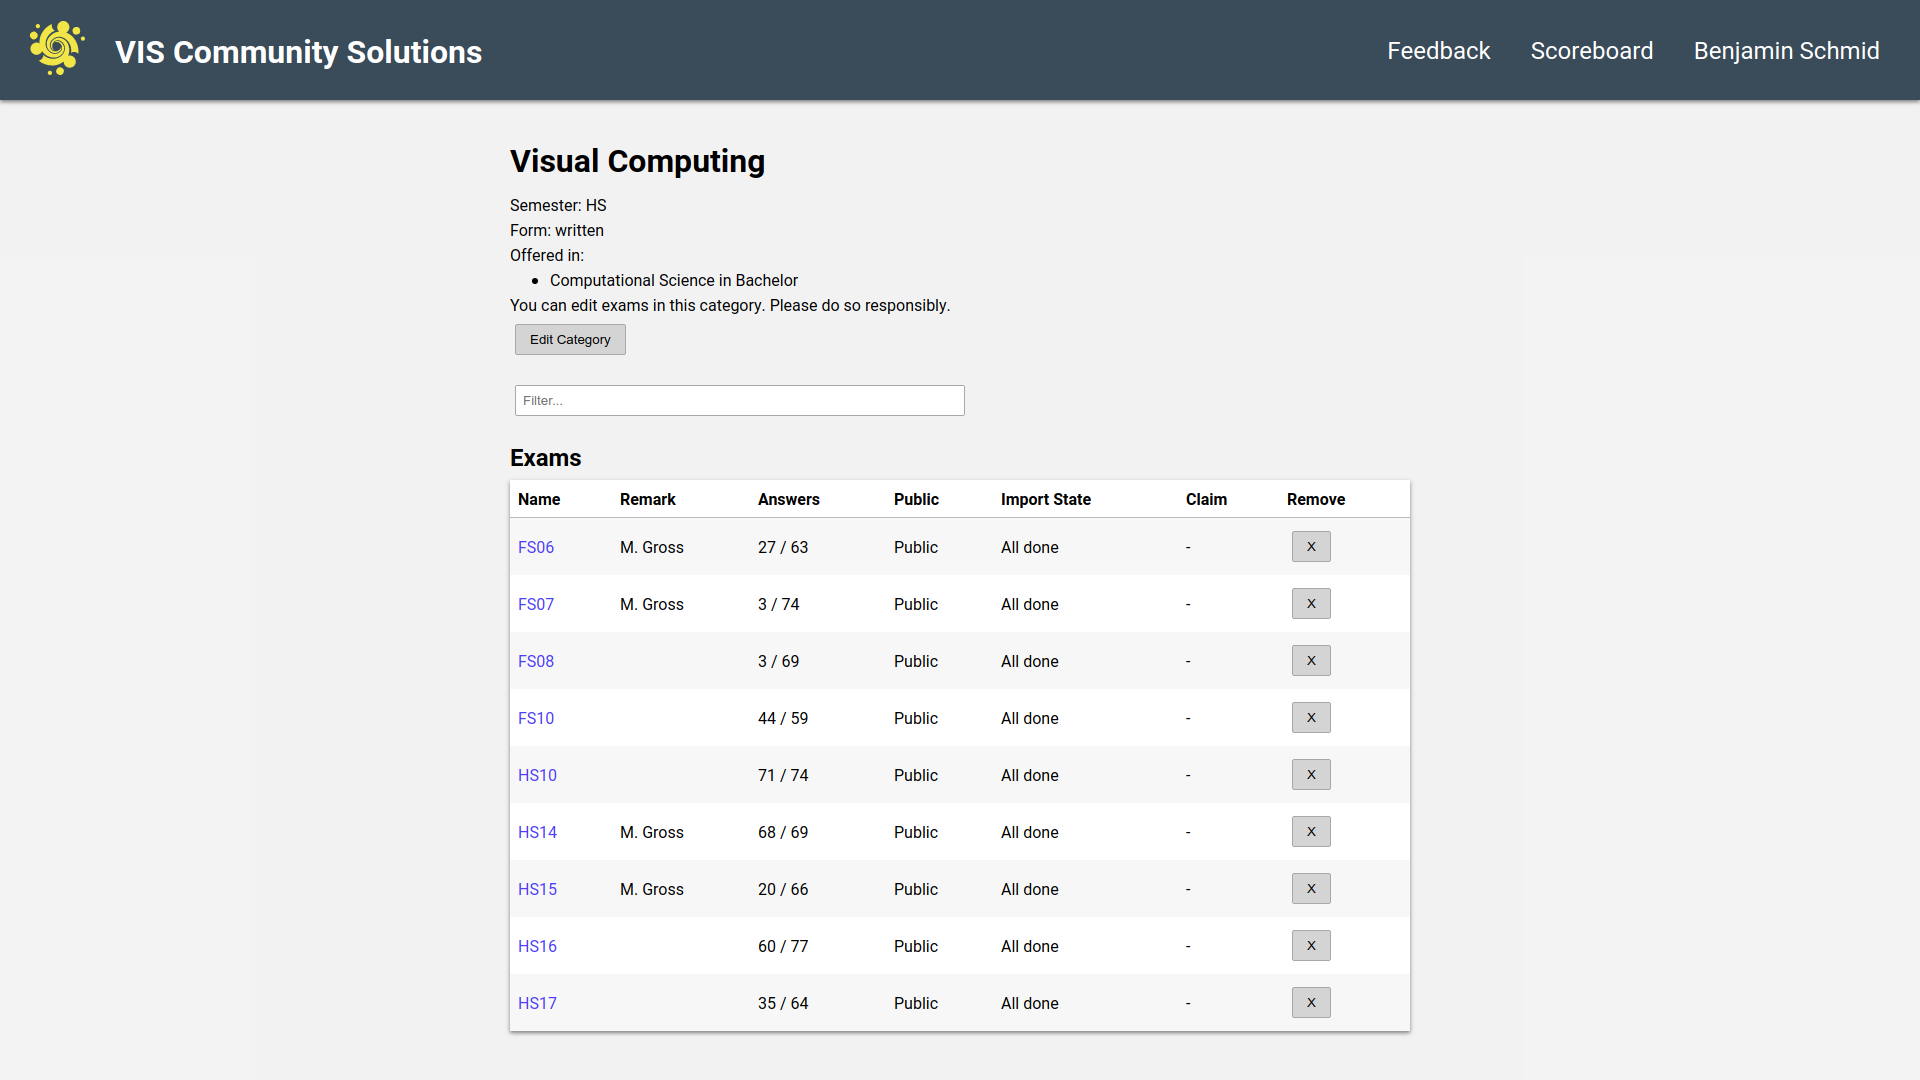 VIS Community Solutions
Feedback Scoreboard Benjamin Schmid
Visual Computing
Semester: HS
Form: written
Offered in:
• Computational Science in Bachelor
You can edit exams in this category. Please do so responsibly.
Edit Category
Filter...
Exams
Name Remark Answers Public Import State Claim Remove
FS06 M. Gross 27 / 63 Public All done - X
FS07 M. Gross 3 / 74 Public All done - X
FS08 3 / 69 Public All done - X
FS10 44 / 59 Public All done - X
HS10 71 / 74 Public All done - X
HS14 M. Gross 68 / 69 Public All done - X
HS15 M. Gross 20 / 66 Public All done - X
HS16 60 / 77 Public All done - X
HS17 35 / 64 Public All done - X